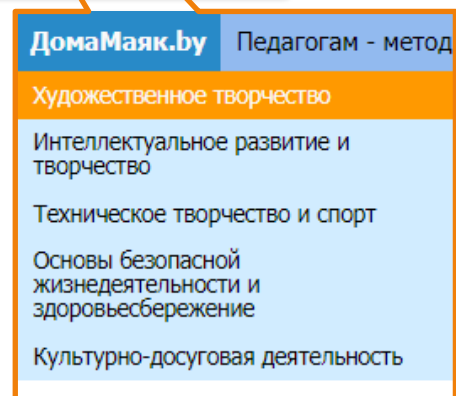 ДомаМаяк.by Педагогам - метод
Художественное творчество
Интеллектуальное развитие и
творчество
Техническое творчество и спорт
Основы безопасной
жизнедеятельности и
здоровьесбережение
Культурно-досуговая деятельность